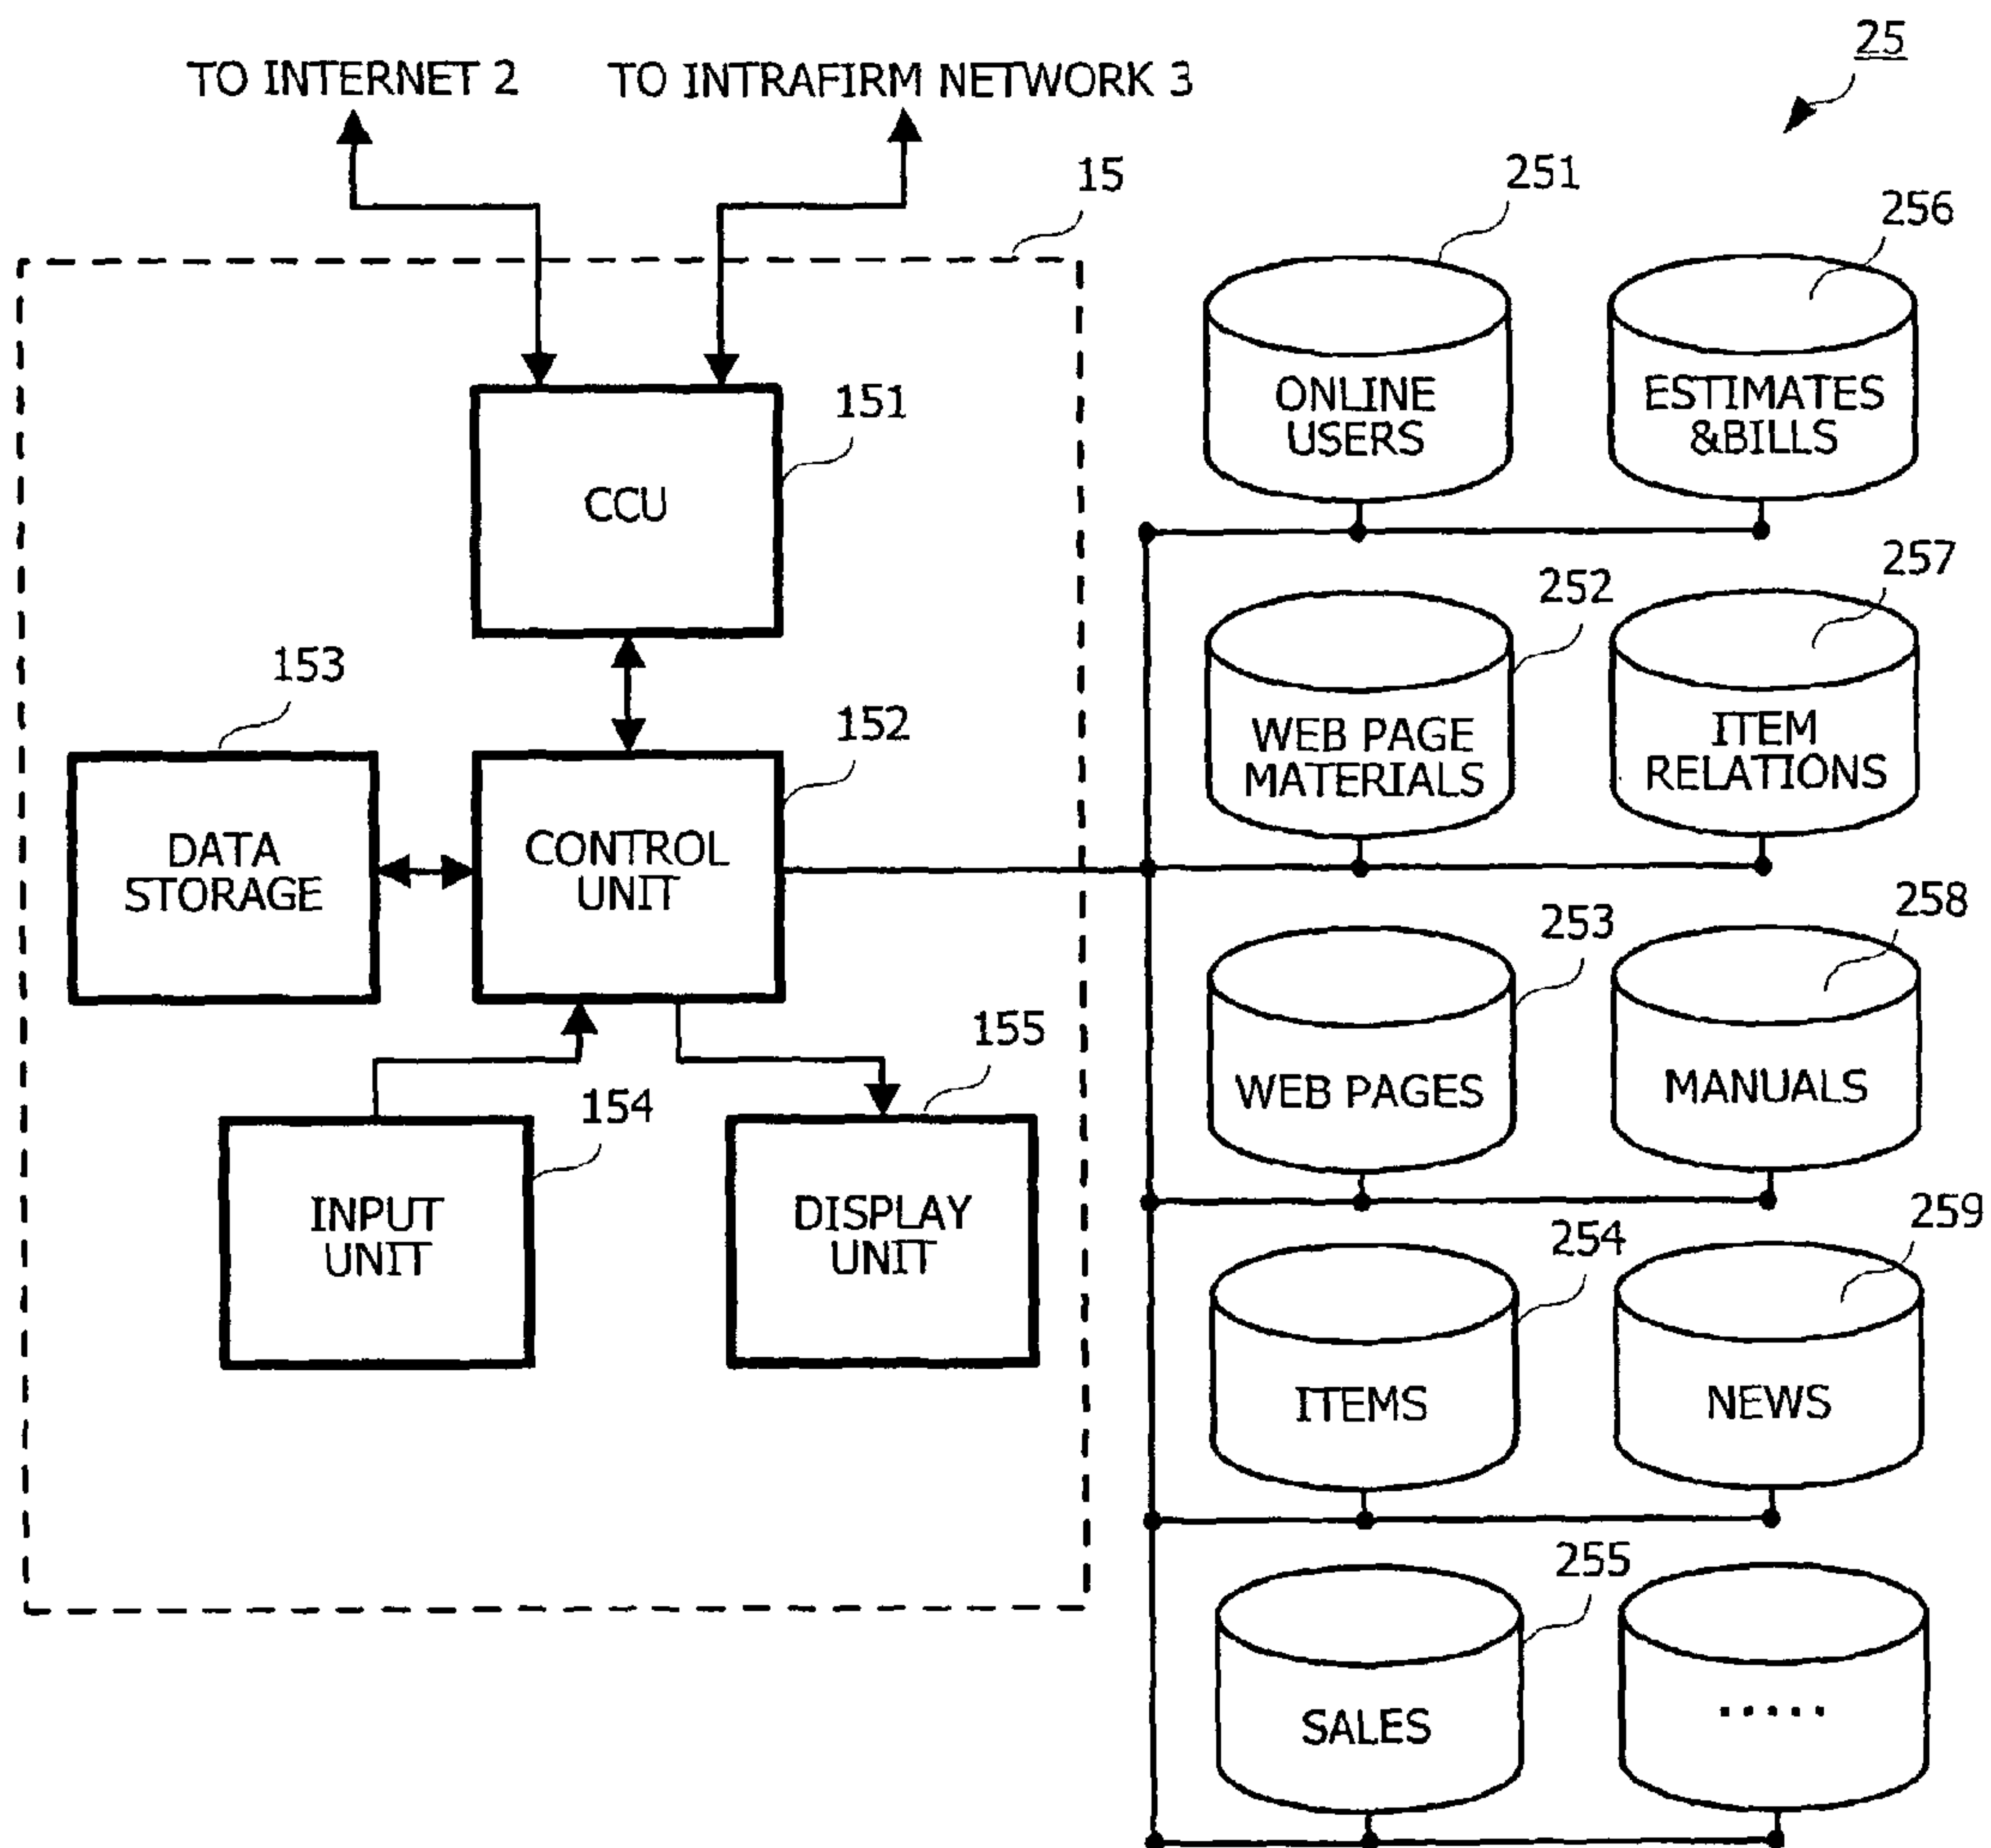 25
TO INTERNET 2
TO INTRAFIRM NETWORK 3
15
251
256
ONLINE
USERS
ESTIMATES
&BILLS
151
CCU
252
257
WEB PAGE
MATERIALS
ITEM
RELATIONS
153
152
DATA
STORAGE
CONTROL
UNIT
253
258
WEB PAGES
MANUALS
154
155
INPUT
UNIT
DISPLAY
UNIT
254
259
ITEMS
NEWS
255
SALES
.....